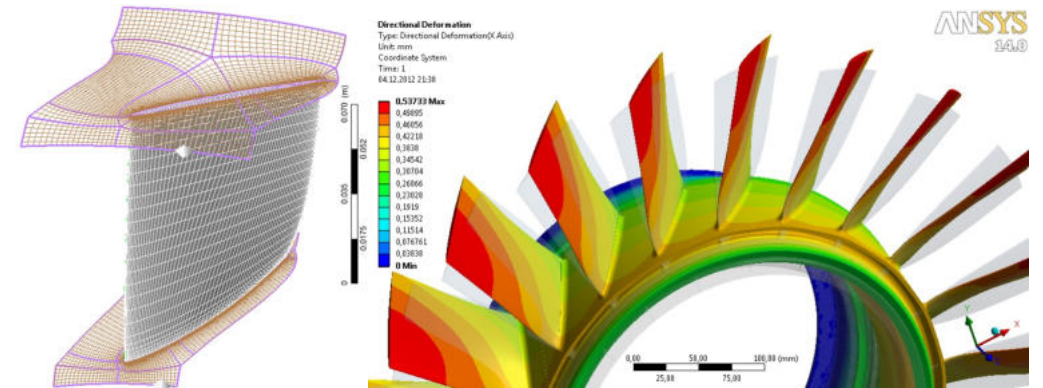 Directional Deformation
Type: Directional Deformation(X Axis)
Unit: mm
Coordinate System
Time: 1
04.12.2012 21:38
0,53733 Max
0,49895
0,46056
0,42218
0,3838
0,34542
0,30704
0,26866
0,23028
0,1919
0,15352
0,11514
0,076761
0,03838
0 Min
ANSYS
14.0
0.070 (m)
0.052
0.035
0.0175
0
0,00
50,00
100,00 (mm)
25,00
75,00
Y
X